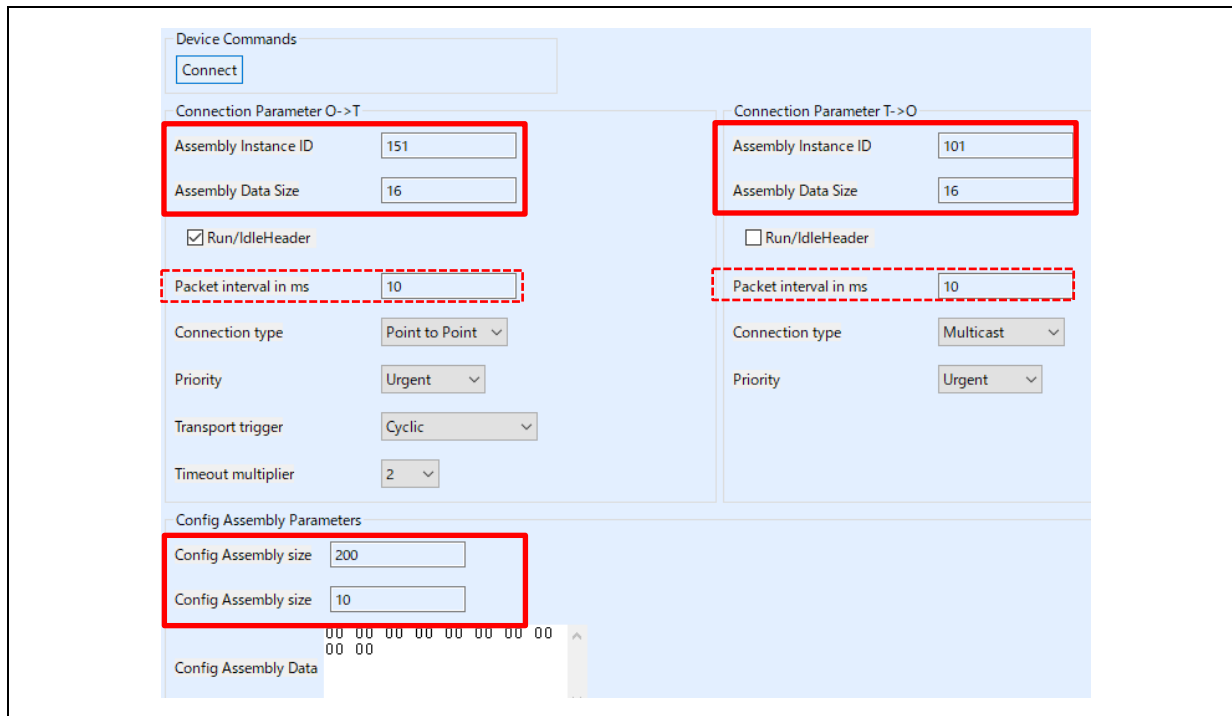 Device Commands
Connect
Connection Parameter O->T
Assembly Instance ID 151
Assembly Data Size 16
Run/IdleHeader
Packet interval in ms 10
Connection type Point to Point
Priority Urgent
Transport trigger Cyclic
Timeout multiplier 2
Connection Parameter T->O
Assembly Instance ID 101
Assembly Data Size 16
Run/IdleHeader
Packet interval in ms 10
Connection type Multicast
Priority Urgent
Config Assembly Parameters
Config Assembly size 200
Config Assembly size 10
Config Assembly Data
00 00 00 00 00 00 00 00
00 00